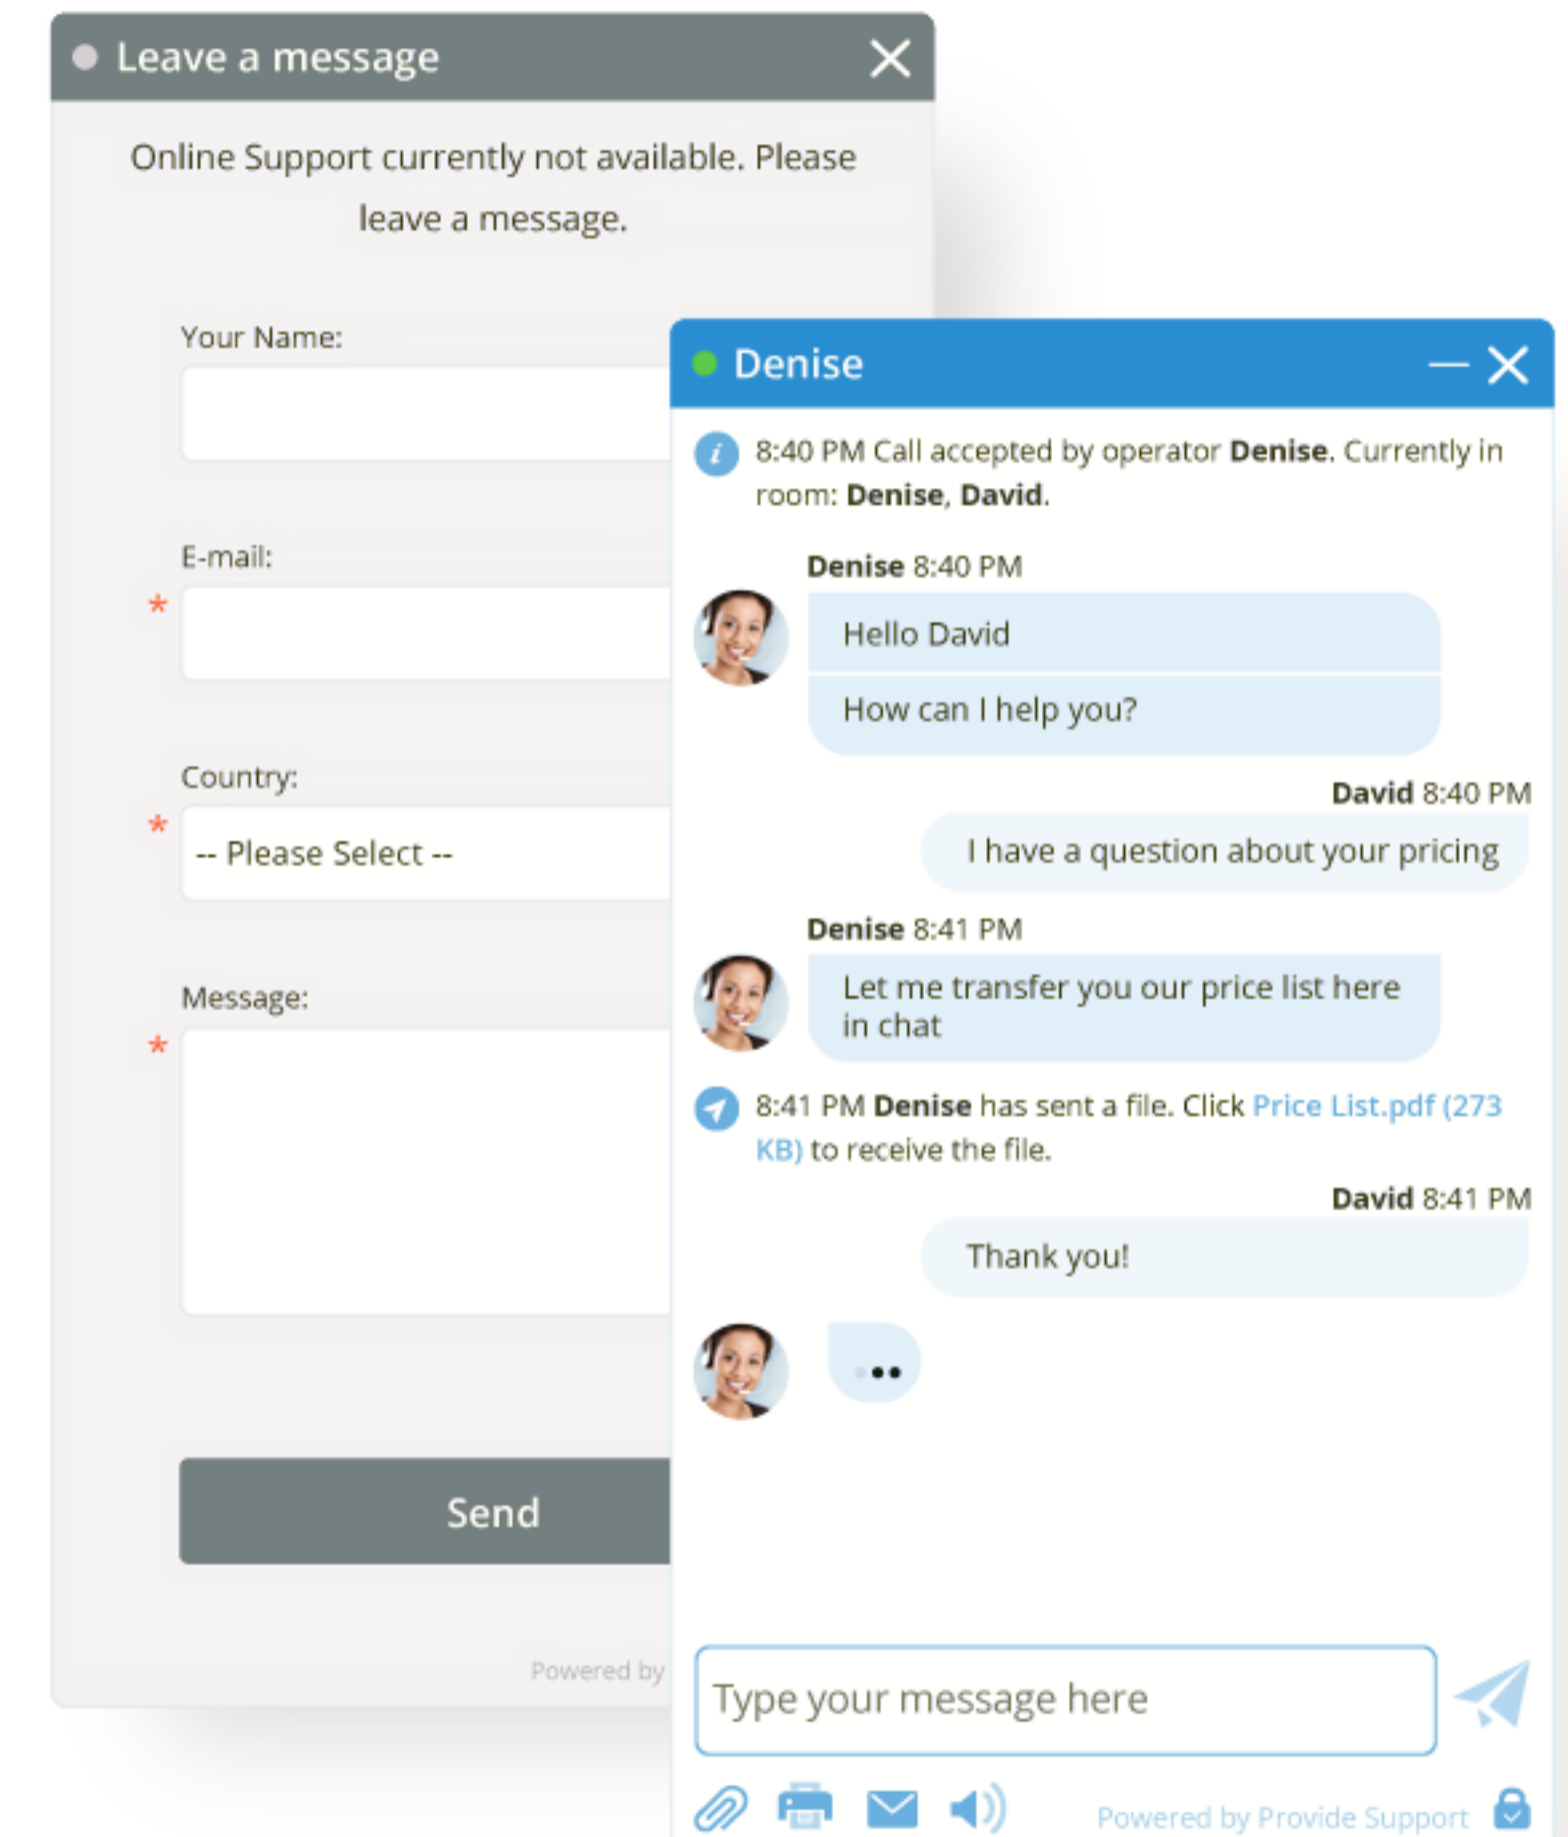 Leave a message
Online Support currently not available. Please
leave a message.
Your Name:
E-mail:
*
Country:
*
-- Please Select --
Message:
*
Send
Powered by
Denise
8:40 PM Call accepted by operator Denise. Currently in
room: Denise, David.
Denise 8:40 PM
Hello David
How can I help you?
David 8:40 PM
I have a question about your pricing
Denise 8:41 PM
Let me transfer you our price list here
in chat
8:41 PM Denise has sent a file. Click Price List.pdf (273
KB) to receive the file.
David 8:41 PM
Thank you!
Type your message here
Powered by Provide Support